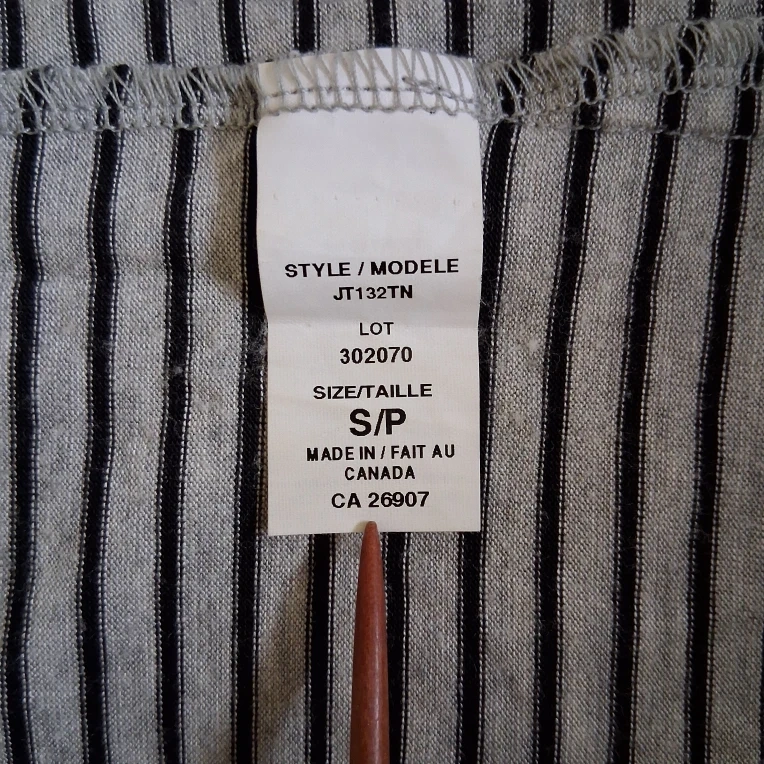 STYLE / MODELE
JT132TN
LOT
302070
SIZE/TAILLE
S/P
MADE IN / FAIT AU
CANADA
CA 26907